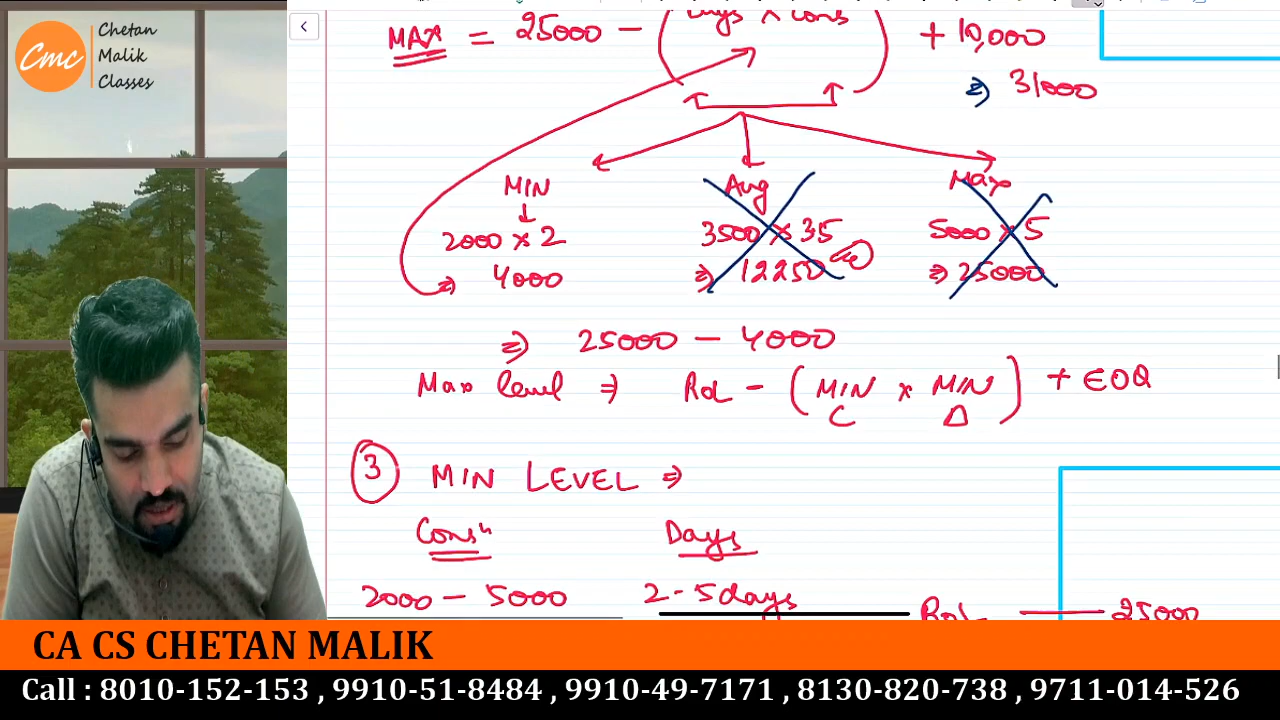 Chetan
Malik
Classes
CMC
Days x Cons
MAX = 25000 - ( ) + 10,000
⇒ 31000
MIN Avg Max
↓
2000 x 2 3500 x 35 5000 x 5
⇒ 4000 ⇒ 12250 ⇒ 25000
⇒ 25000 - 4000
Max level ⇒ RoL - (MIN x MIN) + EOQ
C D
3 MIN LEVEL ⇒
Consⁿ Days
2000 - 5000 2 - 5 days
RoL — 25000
CA CS CHETAN MALIK
Call : 8010-152-153 , 9910-51-8484 , 9910-49-7171 , 8130-820-738 , 9711-014-526